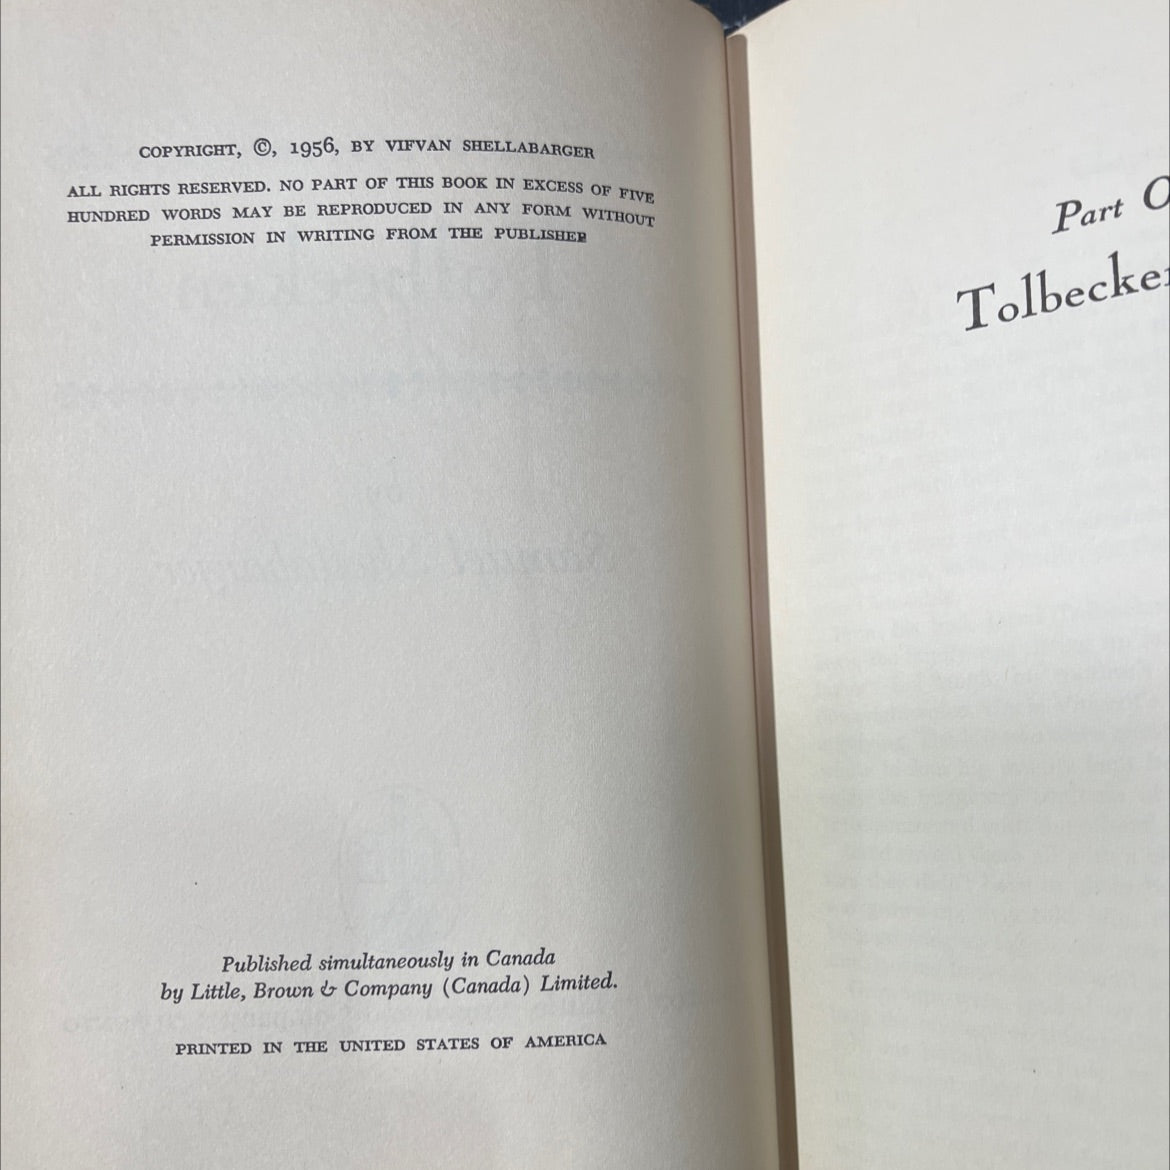 COPYRIGHT, ©, 1956, BY VIFVAN SHELLABARGER
ALL RIGHTS RESERVED. NO PART OF THIS BOOK IN EXCESS OF FIVE
HUNDRED WORDS MAY BE REPRODUCED IN ANY FORM WITHOUT
PERMISSION IN WRITING FROM THE PUBLISHER
Published simultaneously in Canada
by Little, Brown & Company (Canada) Limited.
PRINTED IN THE UNITED STATES OF AMERICA
Part O
Tolbecken